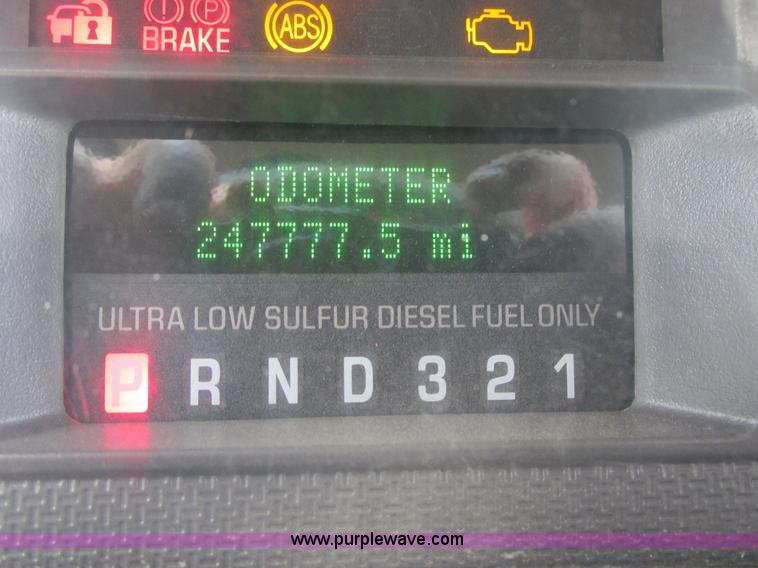 ! P
BRAKE ABS
ODOMETER
247777.5 mi
ULTRA LOW SULFUR DIESEL FUEL ONLY
P R N D 3 2 1
www.purplewave.com